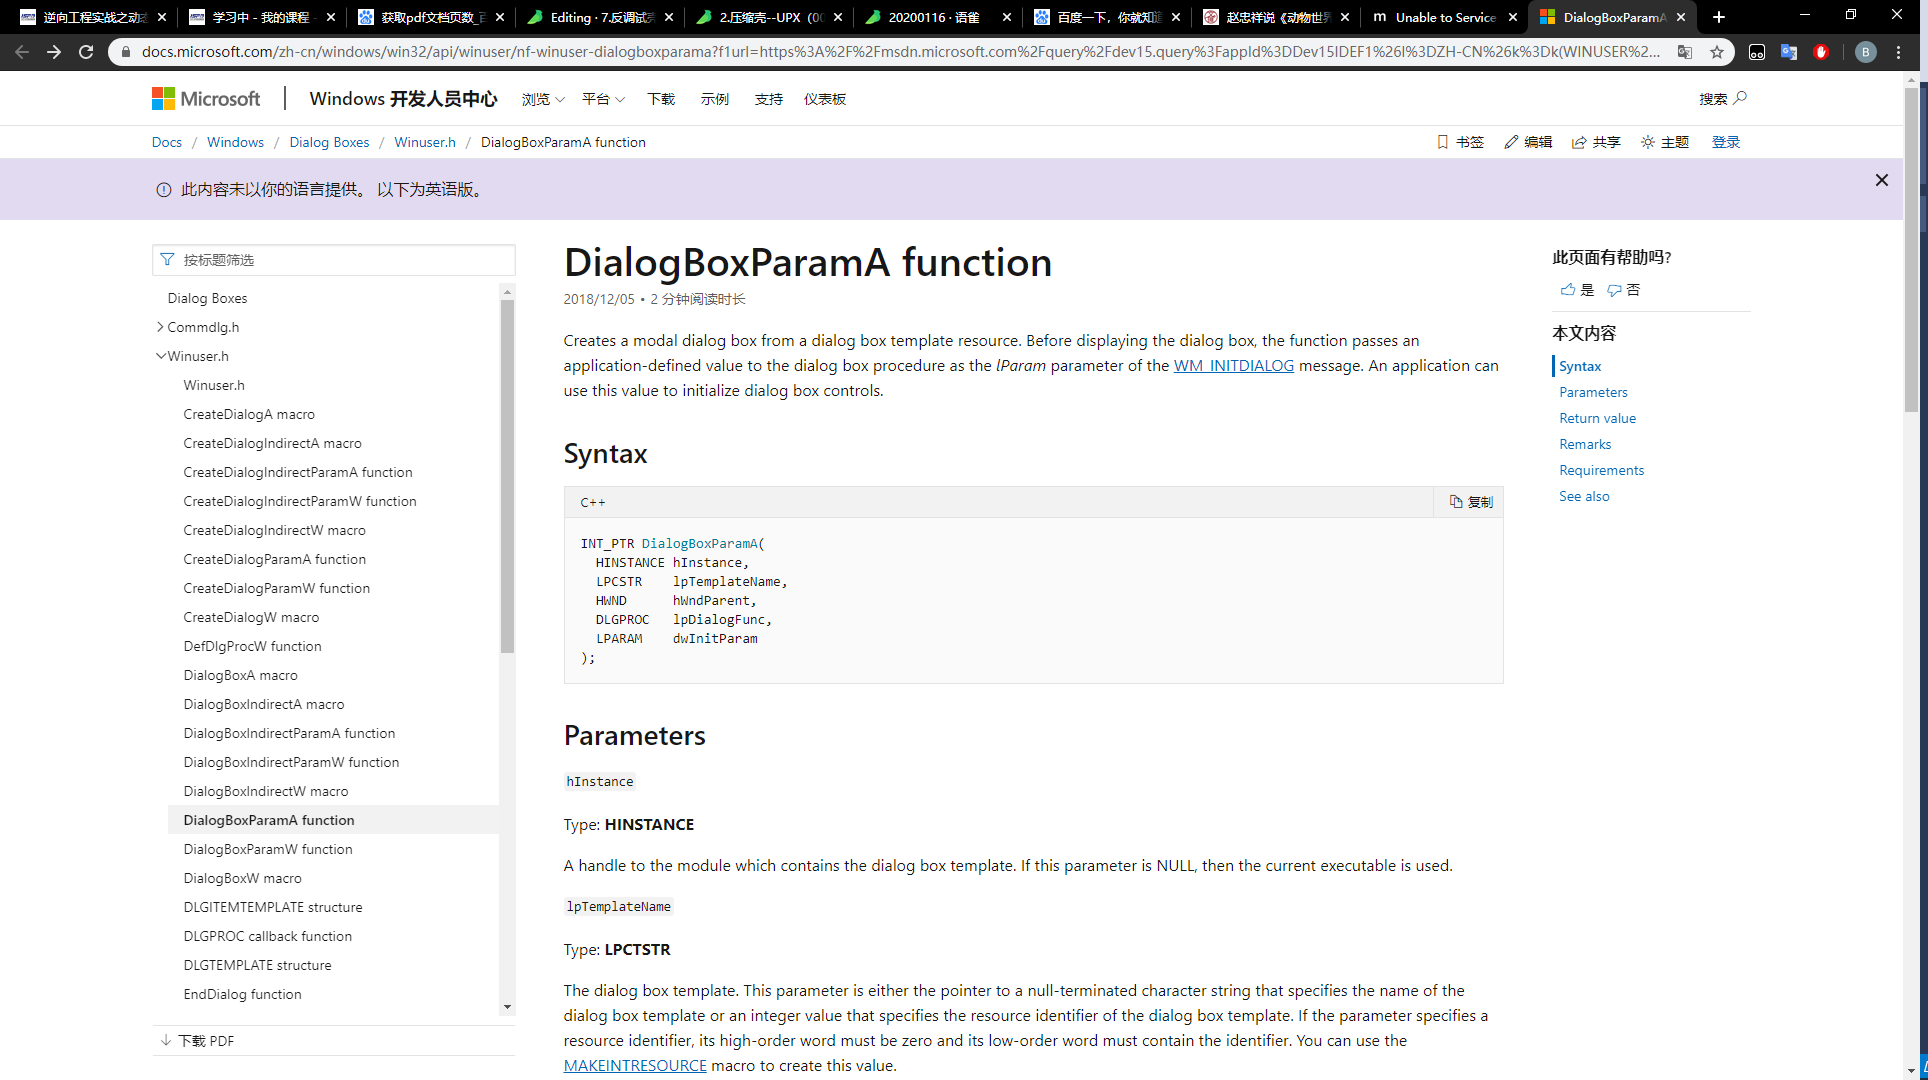 逆向工程实战之动态
学习中 - 我的课程 -
获取pdf文档页数_百
Editing · 7.反调试壳
2.压缩壳--UPX（00
20200116 · 语雀
百度一下，你就知道
赵忠祥说《动物世界
Unable to Service
DialogBoxParamA
docs.microsoft.com/zh-cn/windows/win32/api/winuser/nf-winuser-dialogboxparama?f1url=https%3A%2F%2Fmsdn.microsoft.com%2Fquery%2Fdev15.query%3FappId%3DDev15IDEF1%26l%3DZH-CN%26k%3Dk(WINUSER%2...
B
Microsoft
Windows 开发人员中心
浏览 平台 下载 示例 支持 仪表板
搜索
Docs / Windows / Dialog Boxes / Winuser.h / DialogBoxParamA function
书签 编辑 共享 主题 登录
此内容未以你的语言提供。 以下为英语版。
按标题筛选
Dialog Boxes
Commdlg.h
Winuser.h
Winuser.h
CreateDialogA macro
CreateDialogIndirectA macro
CreateDialogIndirectParamA function
CreateDialogIndirectParamW function
CreateDialogIndirectW macro
CreateDialogParamA function
CreateDialogParamW function
CreateDialogW macro
DefDlgProcW function
DialogBoxA macro
DialogBoxIndirectA macro
DialogBoxIndirectParamA function
DialogBoxIndirectParamW function
DialogBoxIndirectW macro
DialogBoxParamA function
DialogBoxParamW function
DialogBoxW macro
DLGITEMTEMPLATE structure
DLGPROC callback function
DLGTEMPLATE structure
EndDialog function
下载 PDF
DialogBoxParamA function
2018/12/05 • 2 分钟阅读时长
Creates a modal dialog box from a dialog box template resource. Before displaying the dialog box, the function passes an
application-defined value to the dialog box procedure as the lParam parameter of the WM_INITDIALOG message. An application can
use this value to initialize dialog box controls.
Syntax
C++
复制
INT_PTR DialogBoxParamA(
HINSTANCE hInstance,
LPCSTR lpTemplateName,
HWND hWndParent,
DLGPROC lpDialogFunc,
LPARAM dwInitParam
);
Parameters
hInstance
Type: HINSTANCE
A handle to the module which contains the dialog box template. If this parameter is NULL, then the current executable is used.
lpTemplateName
Type: LPCTSTR
The dialog box template. This parameter is either the pointer to a null-terminated character string that specifies the name of the
dialog box template or an integer value that specifies the resource identifier of the dialog box template. If the parameter specifies a
resource identifier, its high-order word must be zero and its low-order word must contain the identifier. You can use the
MAKEINTRESOURCE macro to create this value.
此页面有帮助吗?
是 否
本文内容
Syntax
Parameters
Return value
Remarks
Requirements
See also